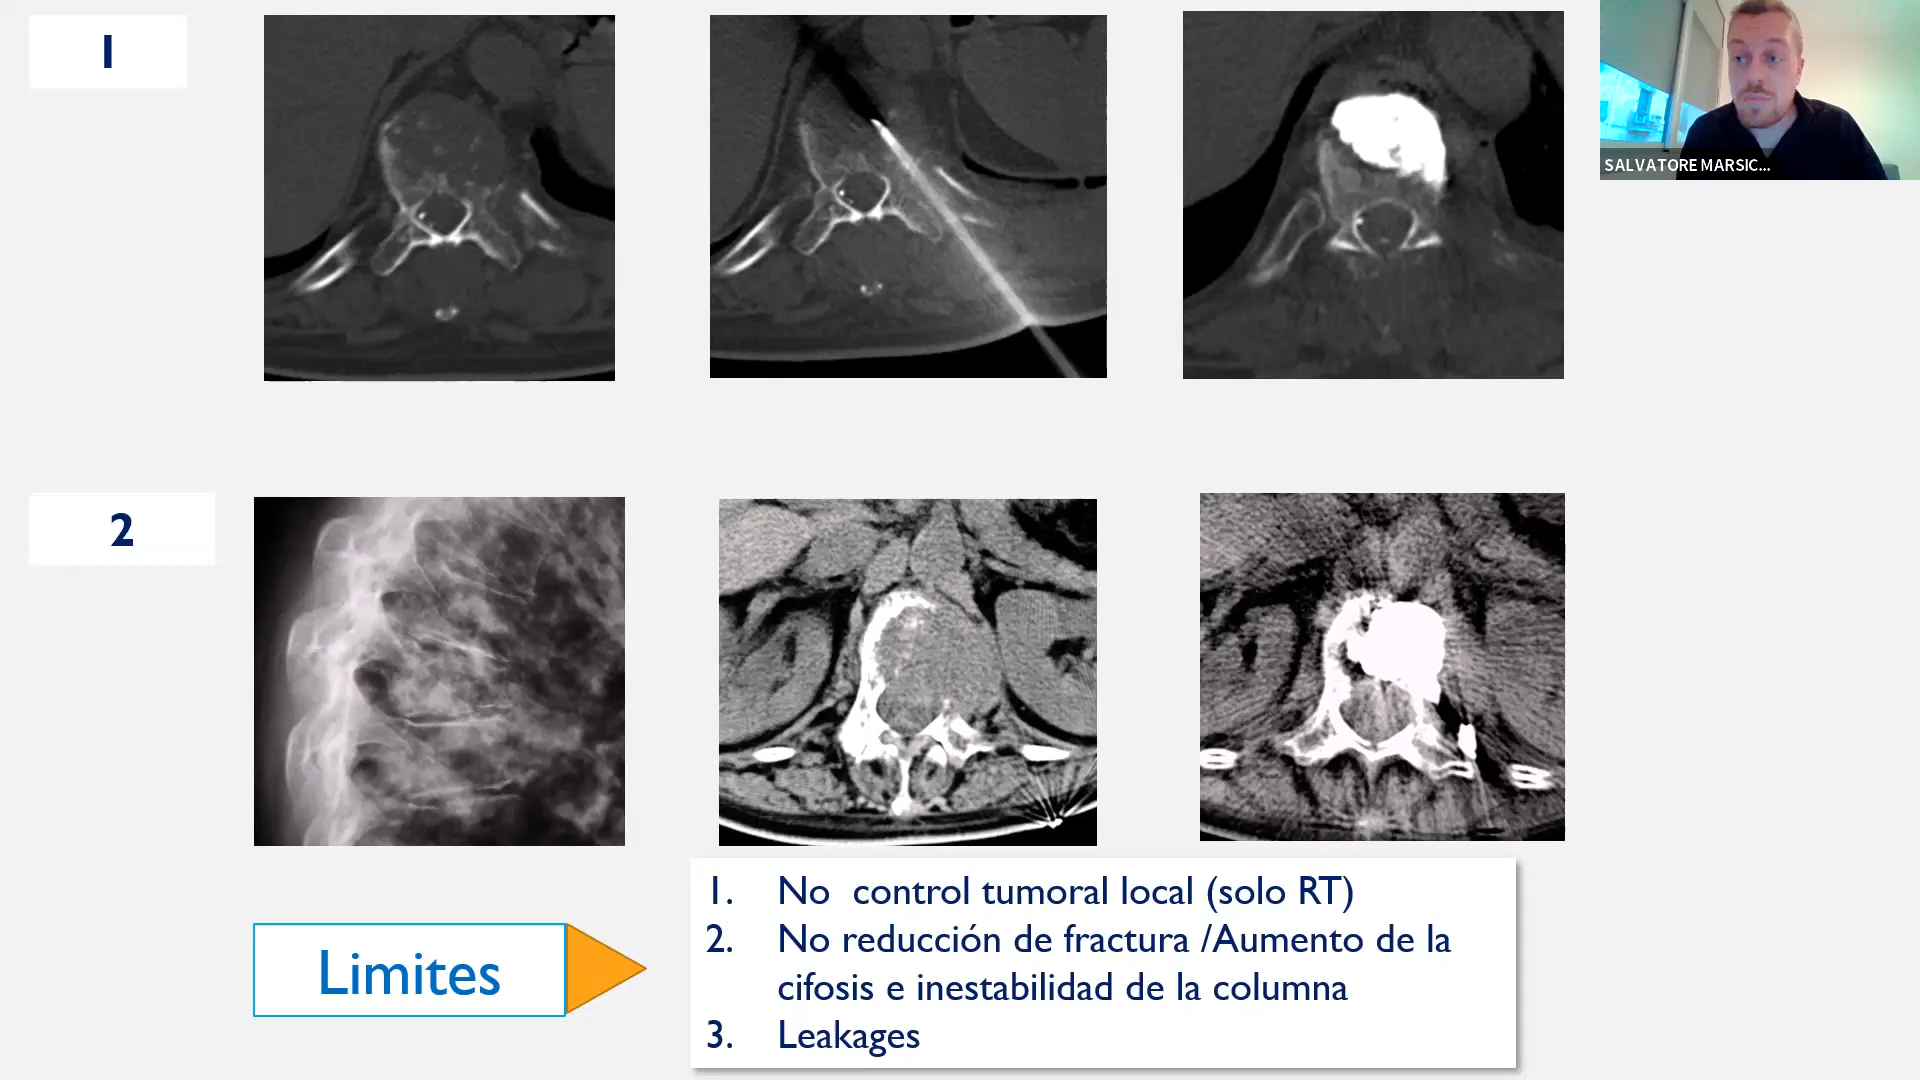 1
SALVATORE MARSIC...
2
Limites
1. No control tumoral local (solo RT)
2. No reducción de fractura /Aumento de la
cifosis e inestabilidad de la columna
3. Leakages